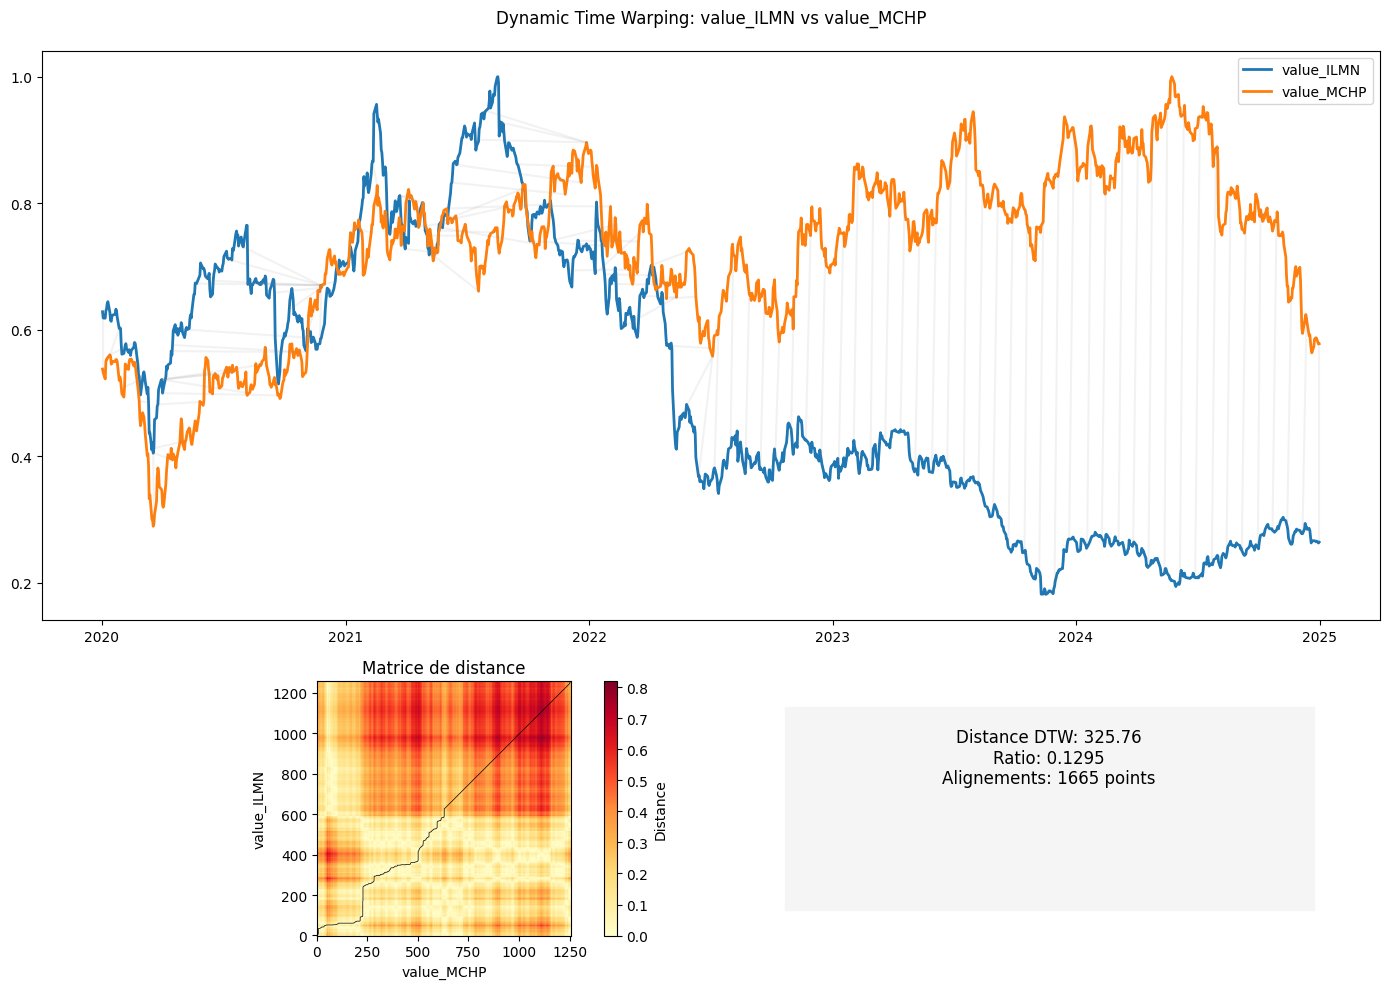 Dynamic Time Warping: value_ILMN vs value_MCHP
value_ILMN
value_MCHP
1.0
0.8
0.6
0.4
0.2
2020 2021 2022 2023 2024 2025
Matrice de distance
value_ILMN
1200
1000
800
600
400
200
0
0 250 500 750 1000 1250
value_MCHP
0.8
0.7
0.6
0.5
0.4
0.3
0.2
0.1
0.0
Distance
Distance DTW: 325.76
Ratio: 0.1295
Alignements: 1665 points